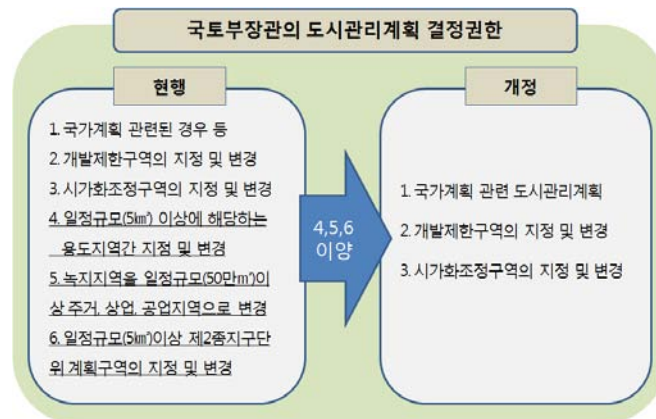 국토부장관의 도시관리계획 결정권한
현행
1. 국가계획 관련된 경우 등
2. 개발제한구역의 지정 및 변경
3. 시가화조정구역의 지정 및 변경
4. 일정규모(5㎢) 이상에 해당하는
용도지역간 지정 및 변경
5. 녹지지역을 일정규모(50만㎡)이
상 주거, 상업, 공업지역으로 변경
6. 일정규모(5㎢)이상 제2종지구단
위 계획구역의 지정 및 변경
4,5,6
이양
개정
1. 국가계획 관련 도시관리계획
2. 개발제한구역의 지정 및 변경
3. 시가화조정구역의 지정 및 변경